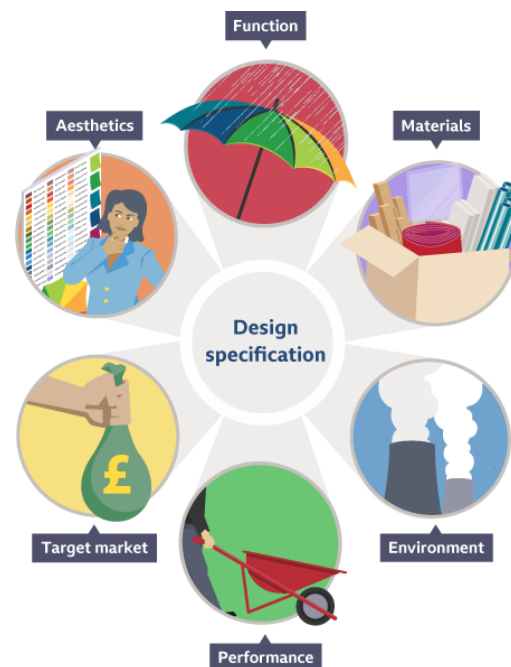 Function
Aesthetics
Materials
Design
specification
£
Target market
Environment
Performance